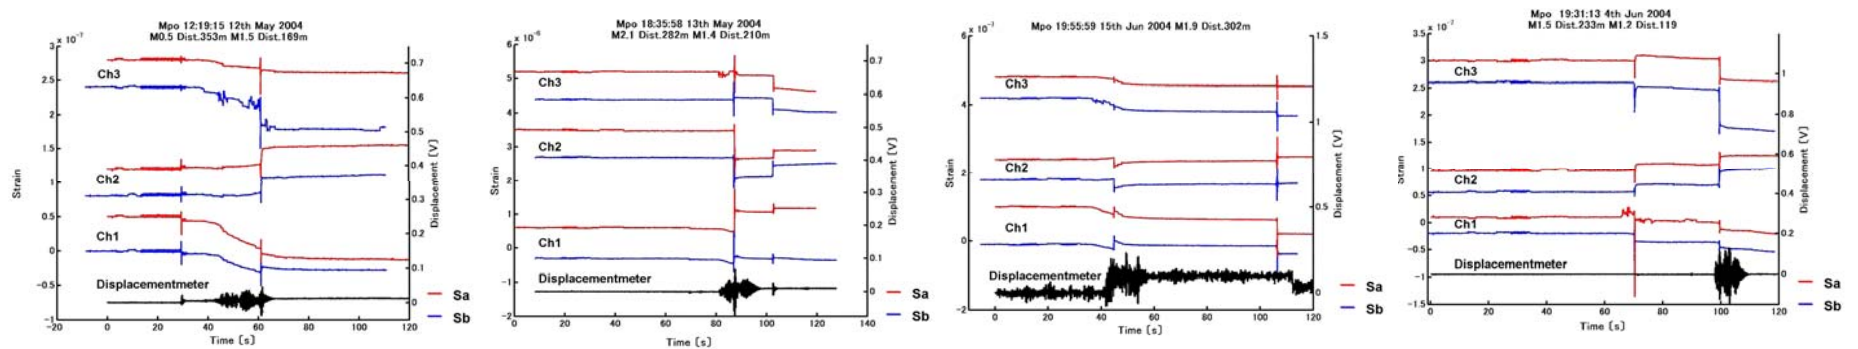 Mpo 12:19:15 12th May 2004
M0.5 Dist.353m M1.5 Dist.169m
3 x 10⁻⁷
2.5
2
1.5
1
0.5
0
−0.5
−1
Strain
0.7
0.6
0.5
0.4
0.3
0.2
0.1
0
Displacement [V]
Ch3
Ch2
Ch1
Displacementmeter
−20 0 20 40 60 80 100 120
Time [s]
Sa
Sb
Mpo 18:35:58 13th May 2004
M2.1 Dist.282m M1.4 Dist.210m
6 x 10⁻⁶
5
4
3
2
1
0
−1
−2
Strain
0.7
0.6
0.5
0.4
0.3
0.2
0.1
0
Displacement [V]
Ch3
Ch2
Ch1
Displacementmeter
0 20 40 60 80 100 120 140
Time [s]
Sa
Sb
Mpo 19:55:59 15th Jun 2004 M1.9 Dist.302m
6
4
2
0
−2
Strain
1.5
1
0.5
0
Displacement [V]
Ch3
Ch2
Ch1
Displacementmeter
0 20 40 60 80 100 120
Time [s]
Sa
Sb
Mpo 19:31:13 4th Jun 2004
M1.5 Dist.233m M1.2 Dist.119
3.5
3
2.5
2
1.5
1
0.5
0
−0.5
−1
−1.5
Strain
1
0.8
0.6
0.4
0.2
0
Displacement [V]
Ch3
Ch2
Ch1
Displacementmeter
0 20 40 60 80 100 120
Time [s]
Sa
Sb